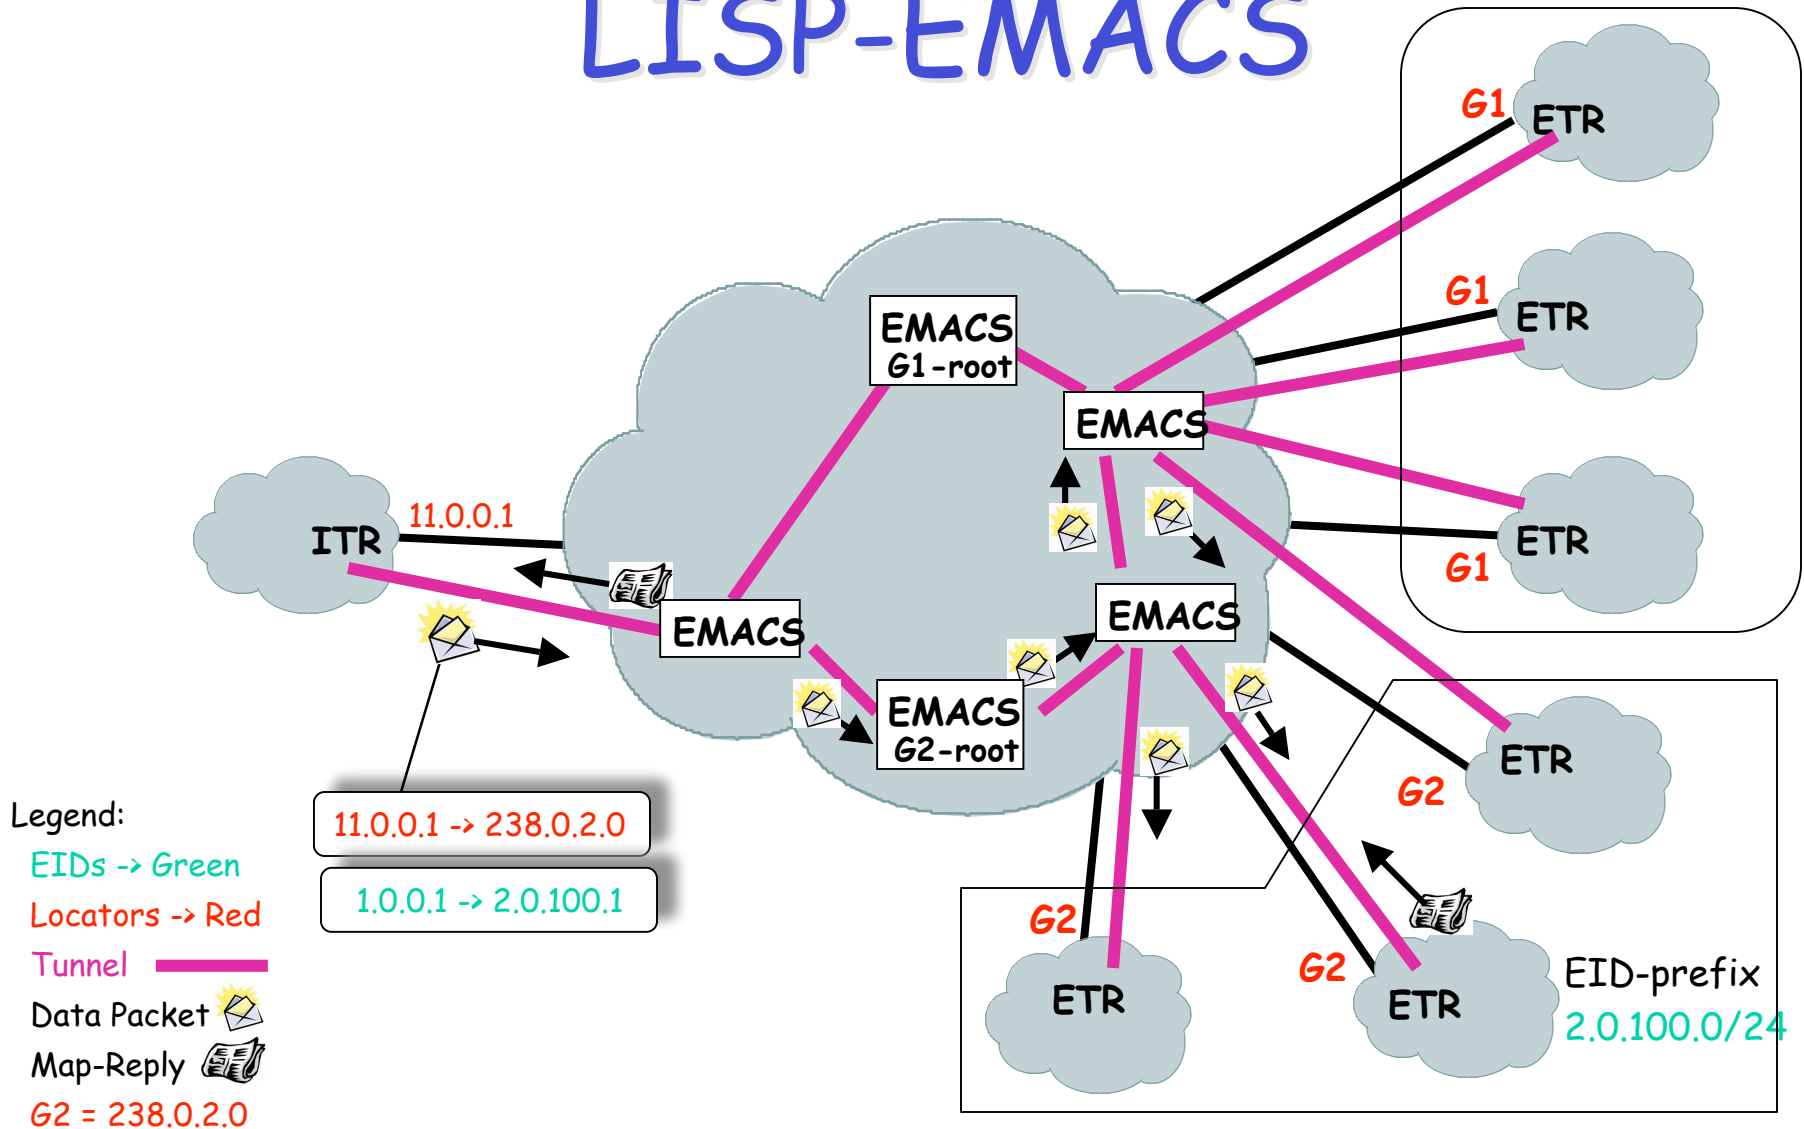 LISP-EMACS
G1
ETR
G1
ETR
ETR
G1
EMACS
G1-root
EMACS
11.0.0.1
ITR
EMACS
EMACS
EMACS
G2-root
ETR
G2
G2
ETR
G2
ETR
EID-prefix
2.0.100.0/24
11.0.0.1 -> 238.0.2.0
1.0.0.1 -> 2.0.100.1
Legend:
EIDs -> Green
Locators -> Red
Tunnel
Data Packet
Map-Reply
G2 = 238.0.2.0